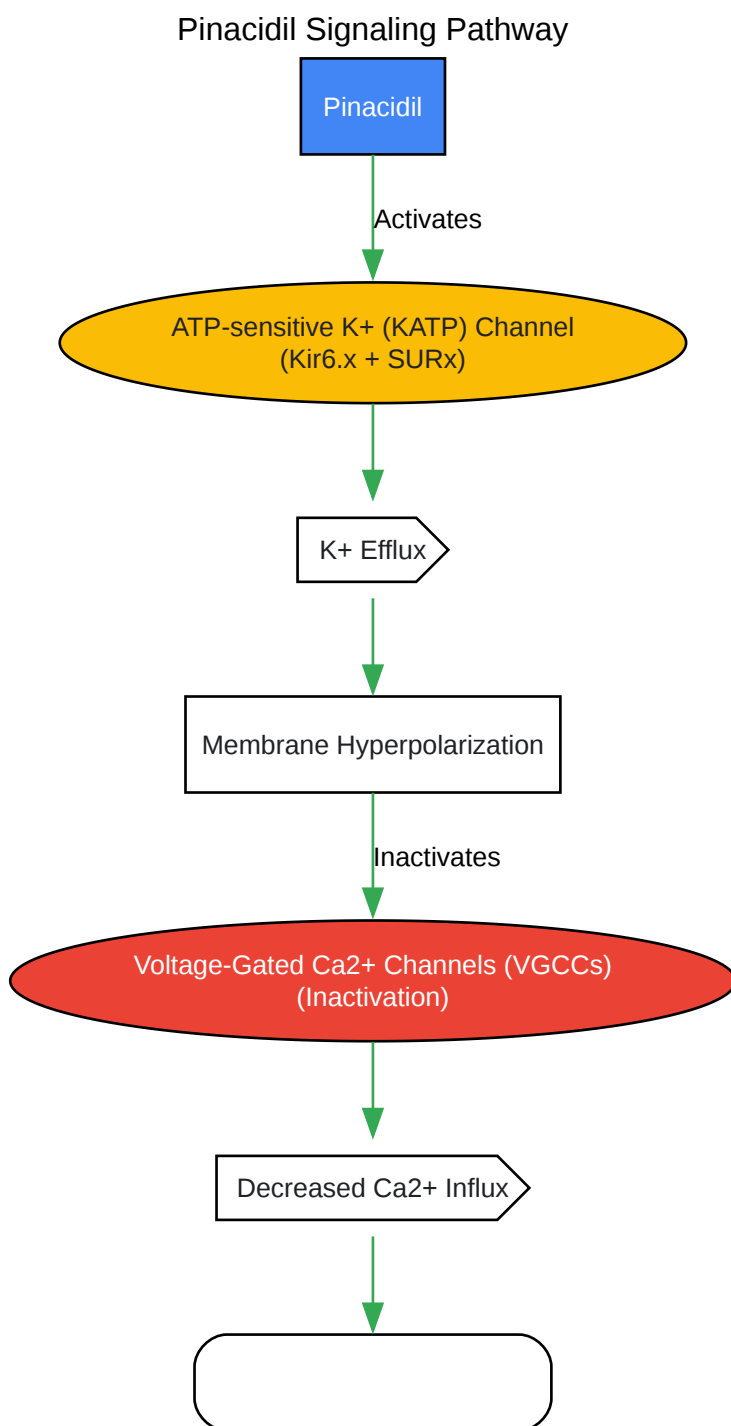 Pinacidil Signaling Pathway
Pinacidil
Activates
ATP-sensitive K+ (KATP) Channel
(Kir6.x + SURx)
K+ Efflux
Membrane Hyperpolarization
Inactivates
Voltage-Gated Ca2+ Channels (VGCCs)
(Inactivation)
Decreased Ca2+ Influx